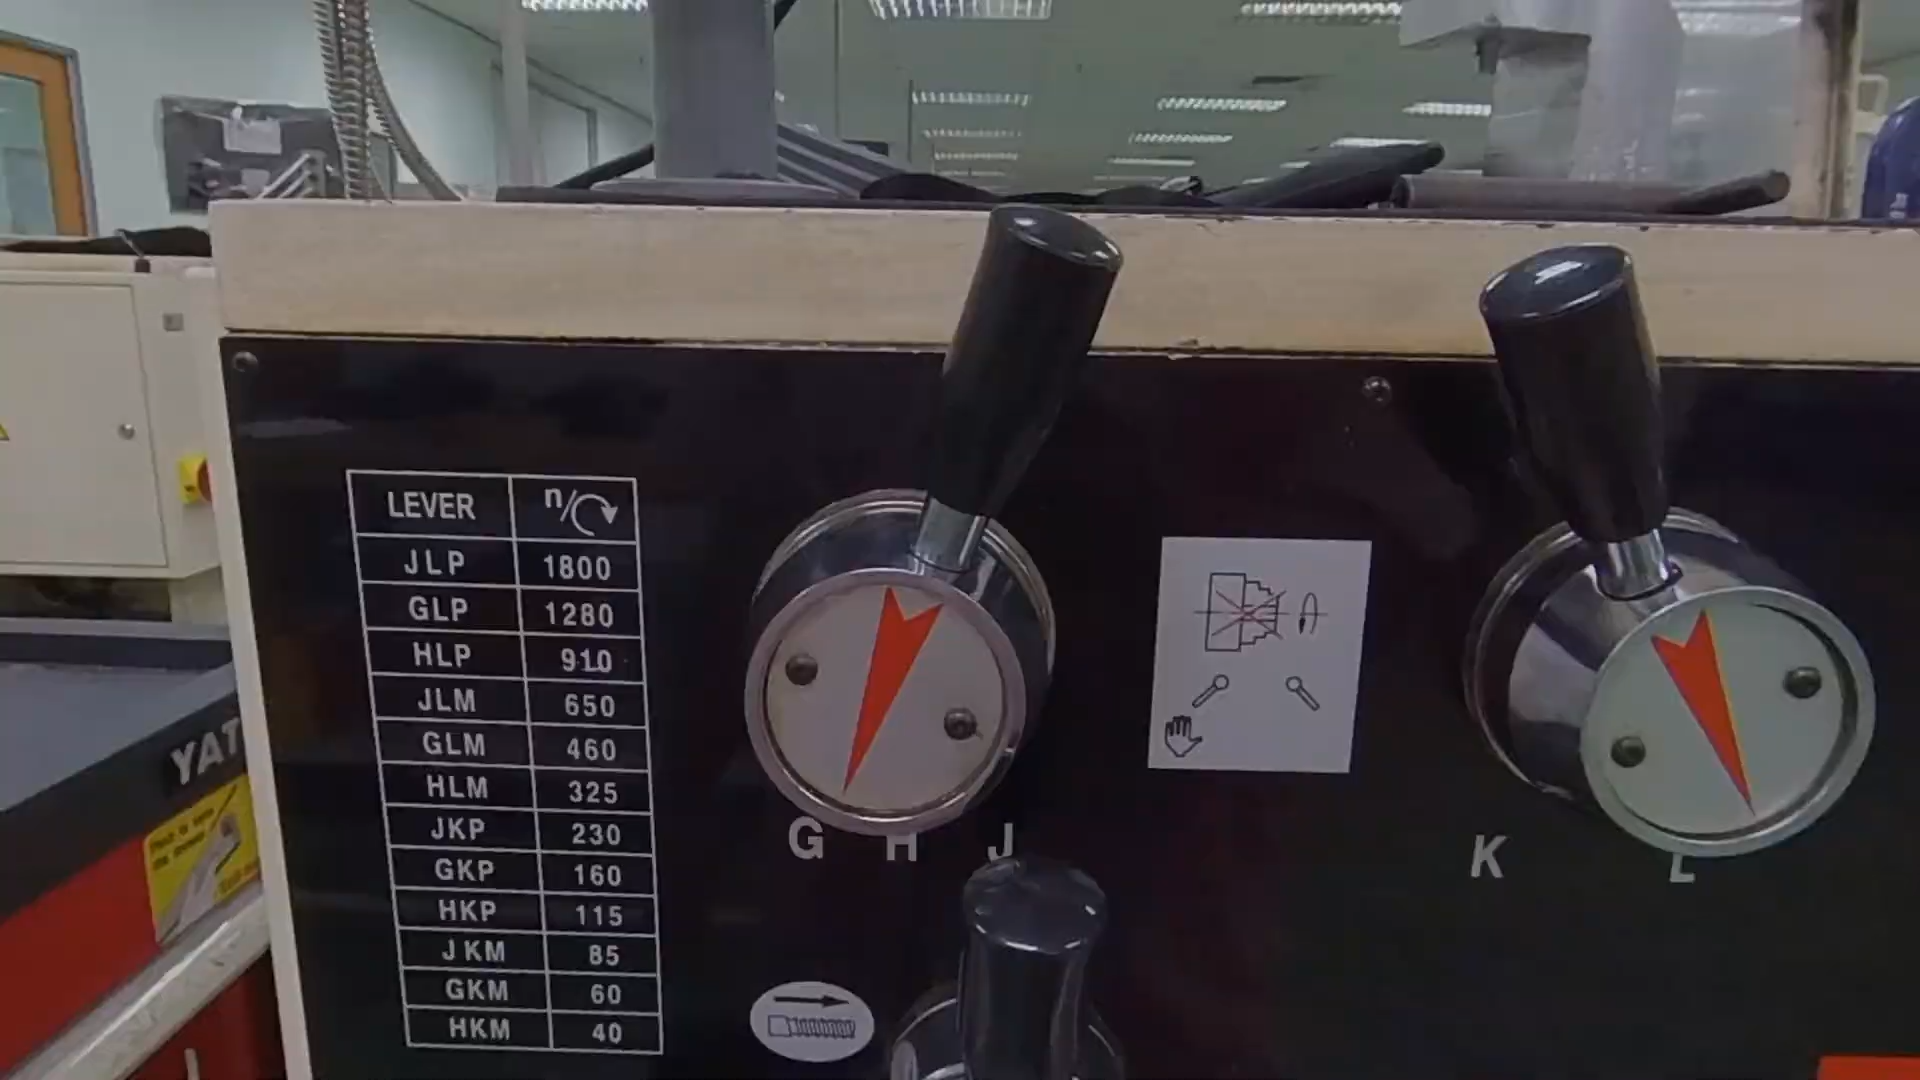 LEVER n/
JLP 1800
GLP 1280
HLP 910
JLM 650
GLM 460
HLM 325
JKP 230
GKP 160
HKP 115
JKM 85
GKM 60
HKM 40
G H J
K L
YAT